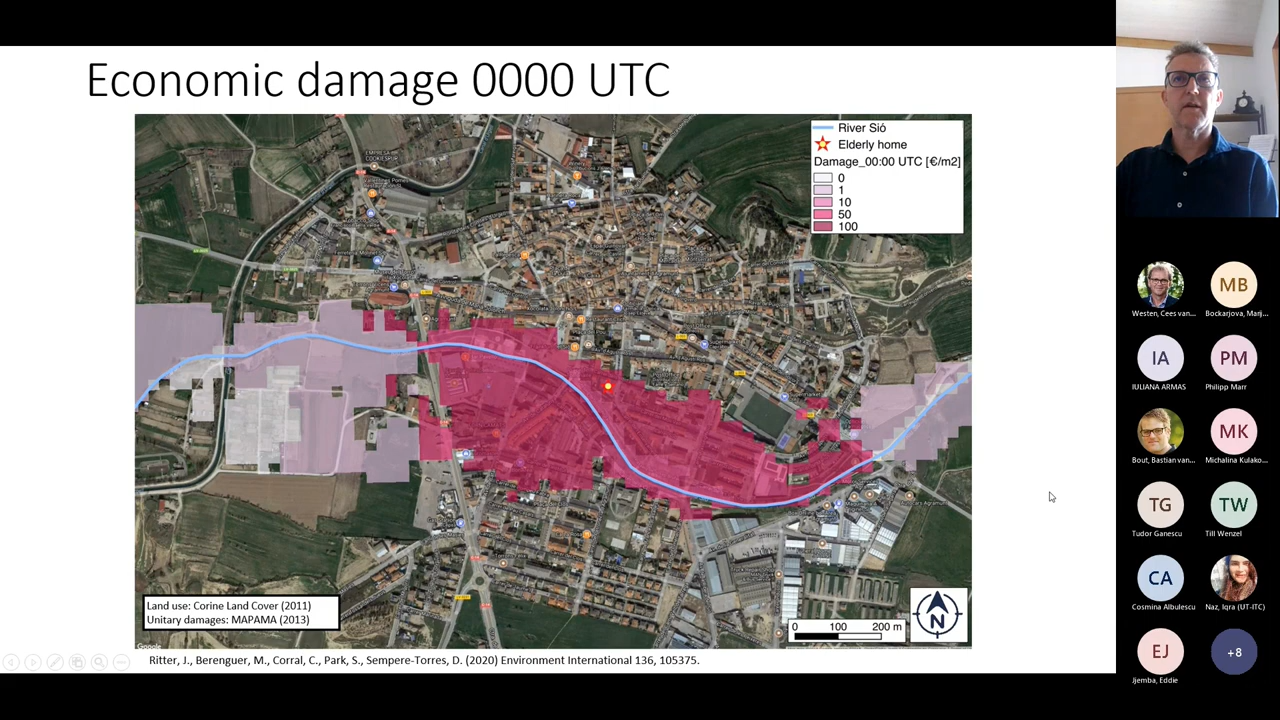 Economic damage 0000 UTC
River Sió
Elderly home
Damage_00:00 UTC [€/m2]
0
1
10
50
100
Land use: Corine Land Cover (2011)
Unitary damages: MAPAMA (2013)
0 100 200 m
N
Google
Ritter, J., Berenguer, M., Corral, C., Park, S., Sempere-Torres, D. (2020) Environment International 136, 105375.
MB
Westen, Cees van... Bockarjova, Marj...
IA PM
IULIANA ARMAS Philipp Marr
MK
Bout, Bastian van... Michalina Kulako...
TG TW
Tudor Ganescu Till Wenzel
CA
Cosmina Albulescu Naz, Iqra (UT-ITC)
EJ +8
Jjemba, Eddie